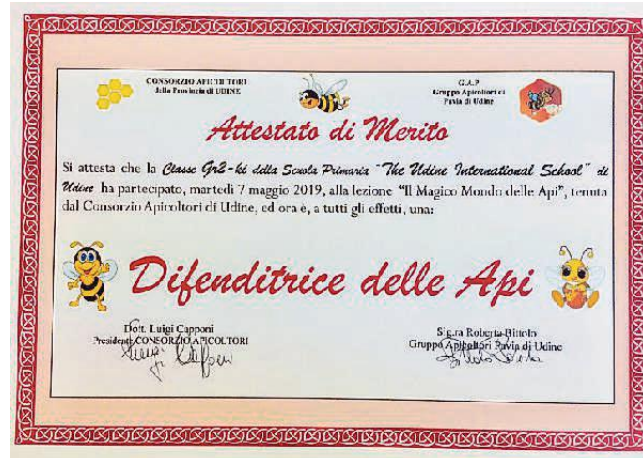 CONSORZIO APICOLTORI
della Provincia di UDINE
G.A.P
Gruppo Apicoltori di
Pavia di Udine
Attestato di Merito
Si attesta che la Classe Gr2-ki della Scuola Primaria "The Udine International School" di
Udine ha partecipato, martedì 7 maggio 2019, alla lezione "Il Magico Mondo delle Api", tenuta
dal Consorzio Apicoltori di Udine, ed ora è, a tutti gli effetti, una:
Difenditrice delle Api
Dott. Luigi Capponi
Presidente CONSORZIO APICOLTORI
Sig.ra Roberta Bittolo
Gruppo Apicoltori Pavia di Udine